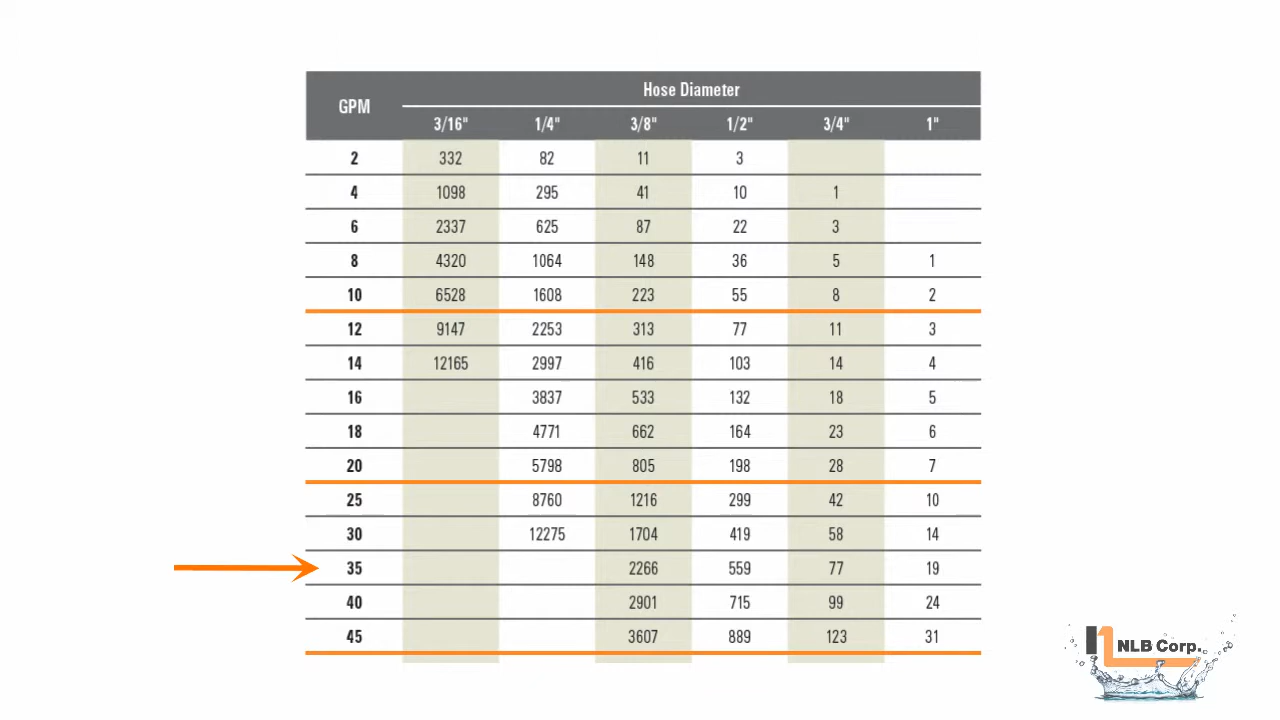 Hose Diameter
GPM
3/16" 1/4" 3/8" 1/2" 3/4" 1"
2 332 82 11 3
4 1098 295 41 10 1
6 2337 625 87 22 3
8 4320 1064 148 36 5 1
10 6528 1608 223 55 8 2
12 9147 2253 313 77 11 3
14 12165 2997 416 103 14 4
16 3837 533 132 18 5
18 4771 662 164 23 6
20 5798 805 198 28 7
25 8760 1216 299 42 10
30 12275 1704 419 58 14
35 2266 559 77 19
40 2901 715 99 24
45 3607 889 123 31
NLB Corp.